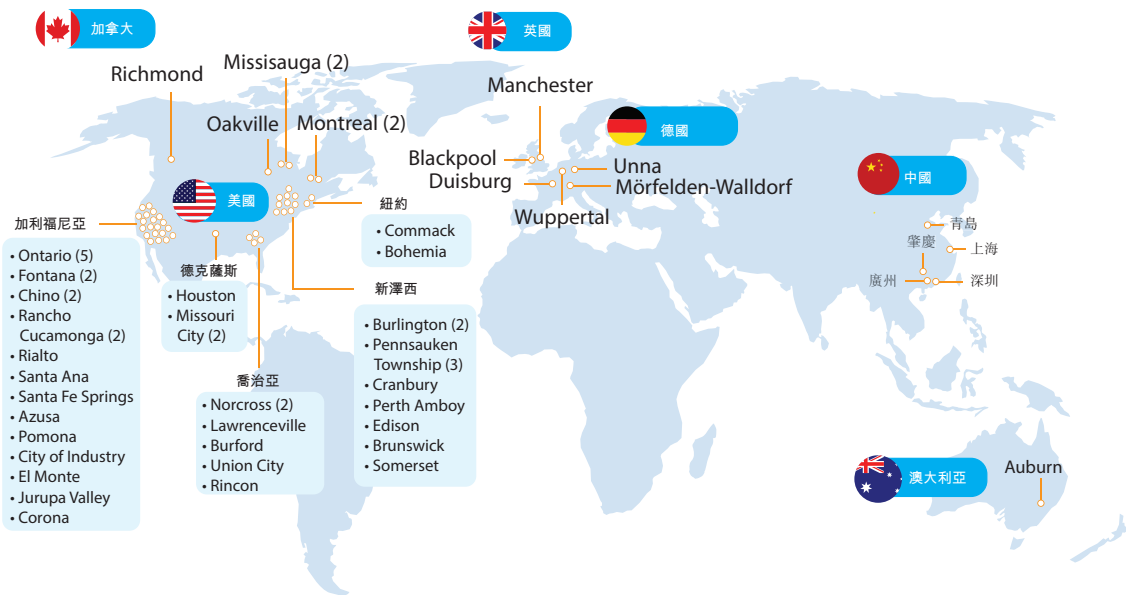 加拿大
英國
Richmond
Missisauga (2)
Manchester
Oakville
Montreal (2)
德國
Blackpool
Duisburg
Unna
Mörfelden-Walldorf
Wuppertal
中國
美國
加利福尼亞
• Ontario (5)
• Fontana (2)
• Chino (2)
• Rancho
Cucamonga (2)
• Rialto
• Santa Ana
• Santa Fe Springs
• Azusa
• Pomona
• City of Industry
• El Monte
• Jurupa Valley
• Corona
德克薩斯
• Houston
• Missouri
City (2)
喬治亞
• Norcross (2)
• Lawrenceville
• Burford
• Union City
• Rincon
紐約
• Commack
• Bohemia
新澤西
• Burlington (2)
• Pennsauken
Township (3)
• Cranbury
• Perth Amboy
• Edison
• Brunswick
• Somerset
青島
肇慶
上海
廣州
深圳
澳大利亞
Auburn